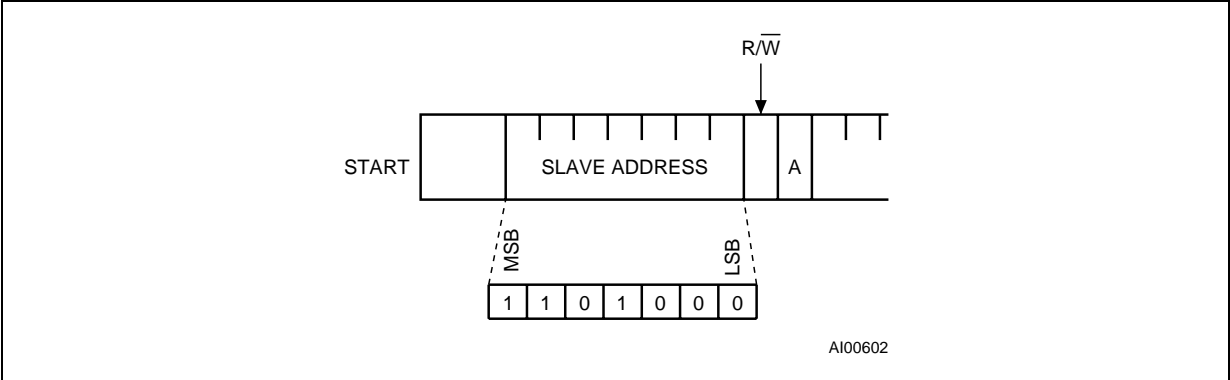 R/W̅
START
SLAVE ADDRESS
A
MSB
LSB
1 1 0 1 0 0 0
AI00602